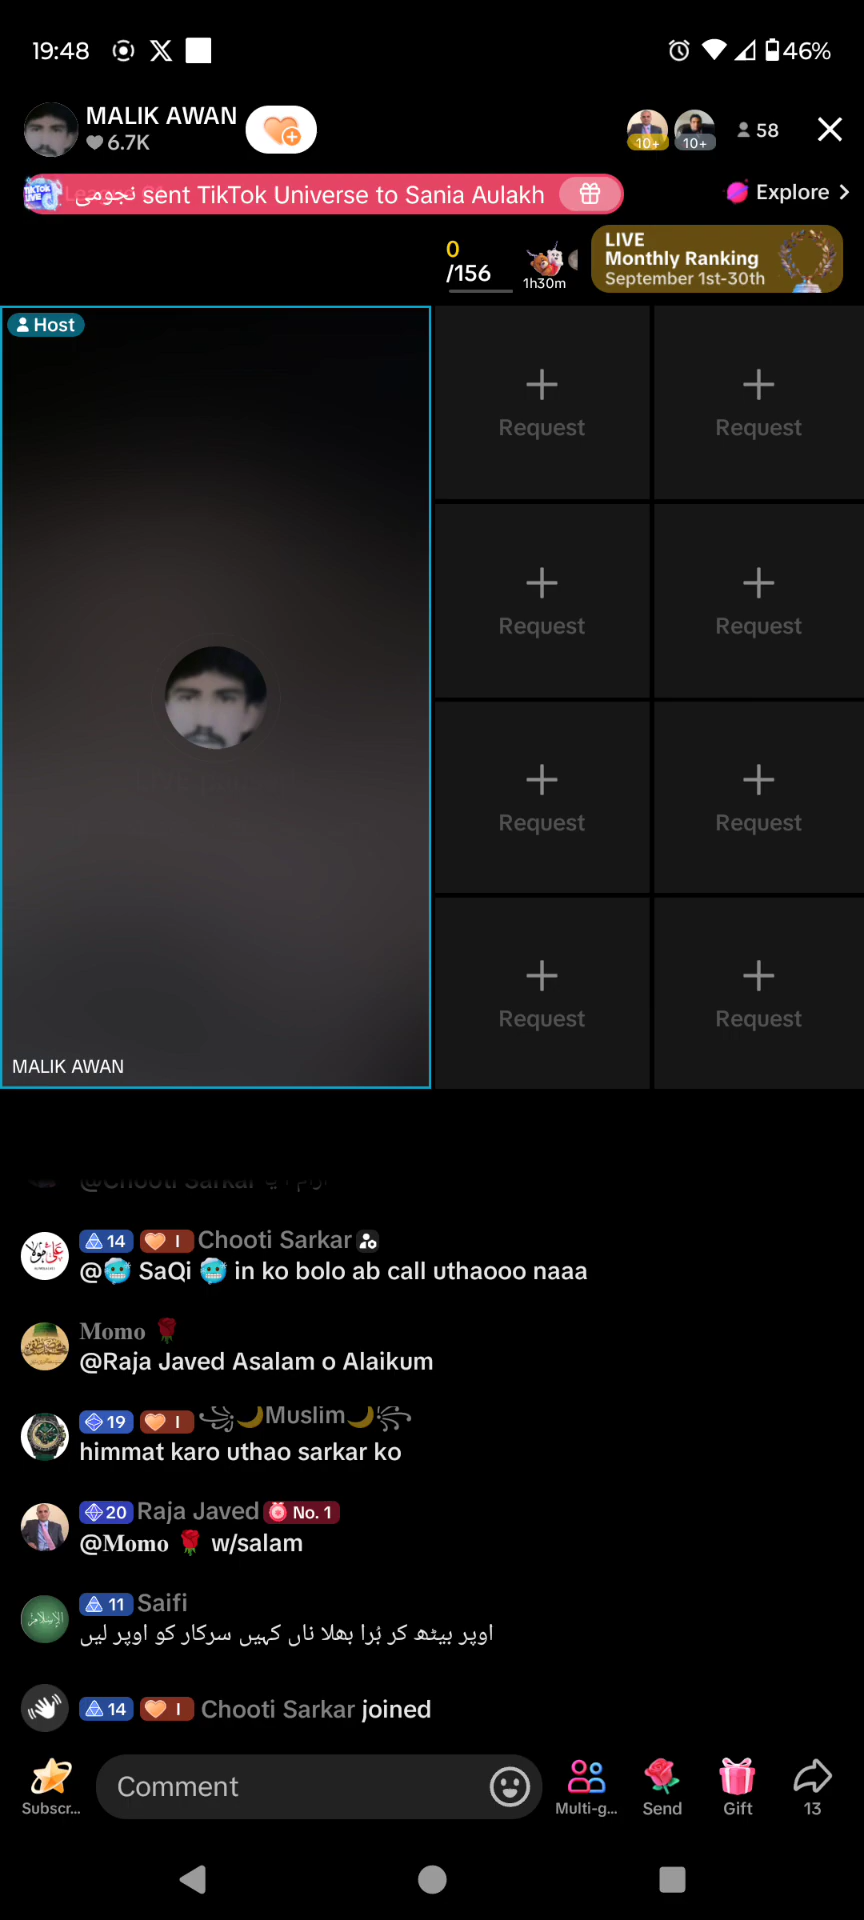 19:48
46%
MALIK AWAN
6.7K
10+
10+
58
نجومی sent TikTok Universe to Sania Aulakh
Explore
0
/156
1h30m
LIVE
Monthly Ranking
September 1st-30th
Host
Request
Request
Request
Request
Request
Request
Request
Request
MALIK AWAN
14 I Chooti Sarkar
@🥶 SaQi 🥶 in ko bolo ab call uthaooo naaa
Momo 🌹
@Raja Javed Asalam o Alaikum
19 I 🌙Muslim🌙
himmat karo uthao sarkar ko
20 Raja Javed No. 1
@Momo 🌹 w/salam
11 Saifi
اوپر بیٹھ کر بُرا بھلا ناں کہیں سرکار کو اوپر لیں
14 I Chooti Sarkar joined
Comment
Subscr...
Multi-g...
Send
Gift
13